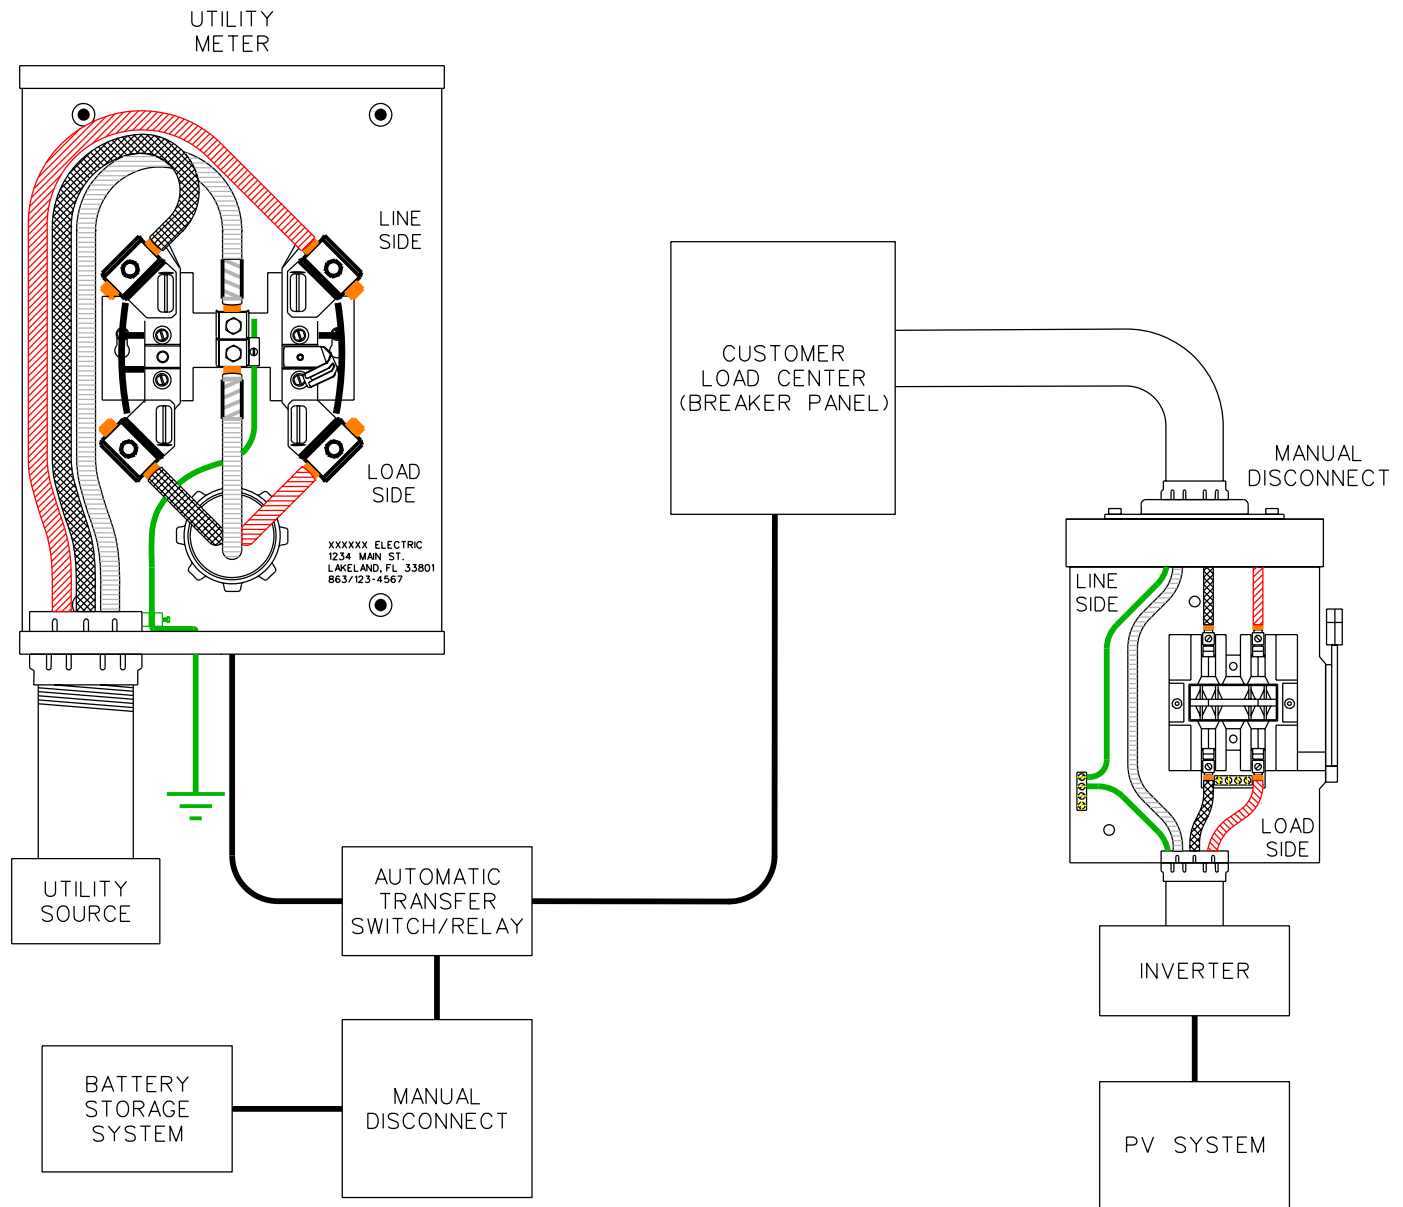 UTILITY
METER
LINE
SIDE
LOAD
SIDE
XXXXXX ELECTRIC
1234 MAIN ST.
LAKELAND, FL 33801
863/123-4567
UTILITY
SOURCE
AUTOMATIC
TRANSFER
SWITCH/RELAY
BATTERY
STORAGE
SYSTEM
MANUAL
DISCONNECT
CUSTOMER
LOAD CENTER
(BREAKER PANEL)
MANUAL
DISCONNECT
LINE
SIDE
LOAD
SIDE
INVERTER
PV SYSTEM